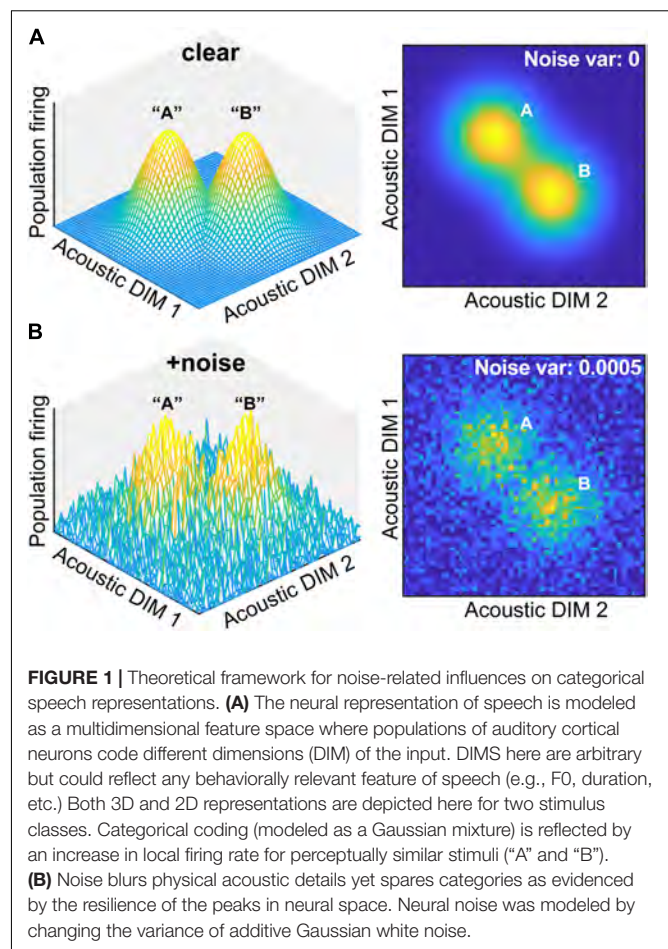 A
clear
Noise var: 0
"A"
"B"
A
B
Population firing
Acoustic DIM 1
Acoustic DIM 2
Acoustic DIM 1
Acoustic DIM 2
B
+noise
Noise var: 0.0005
"A"
"B"
A
B
Population firing
Acoustic DIM 1
Acoustic DIM 2
Acoustic DIM 1
Acoustic DIM 2
FIGURE 1 | Theoretical framework for noise-related influences on categorical
speech representations. (A) The neural representation of speech is modeled
as a multidimensional feature space where populations of auditory cortical
neurons code different dimensions (DIM) of the input. DIMS here are arbitrary
but could reflect any behaviorally relevant feature of speech (e.g., F0, duration,
etc.) Both 3D and 2D representations are depicted here for two stimulus
classes. Categorical coding (modeled as a Gaussian mixture) is reflected by
an increase in local firing rate for perceptually similar stimuli ("A" and "B").
(B) Noise blurs physical acoustic details yet spares categories as evidenced
by the resilience of the peaks in neural space. Neural noise was modeled by
changing the variance of additive Gaussian white noise.